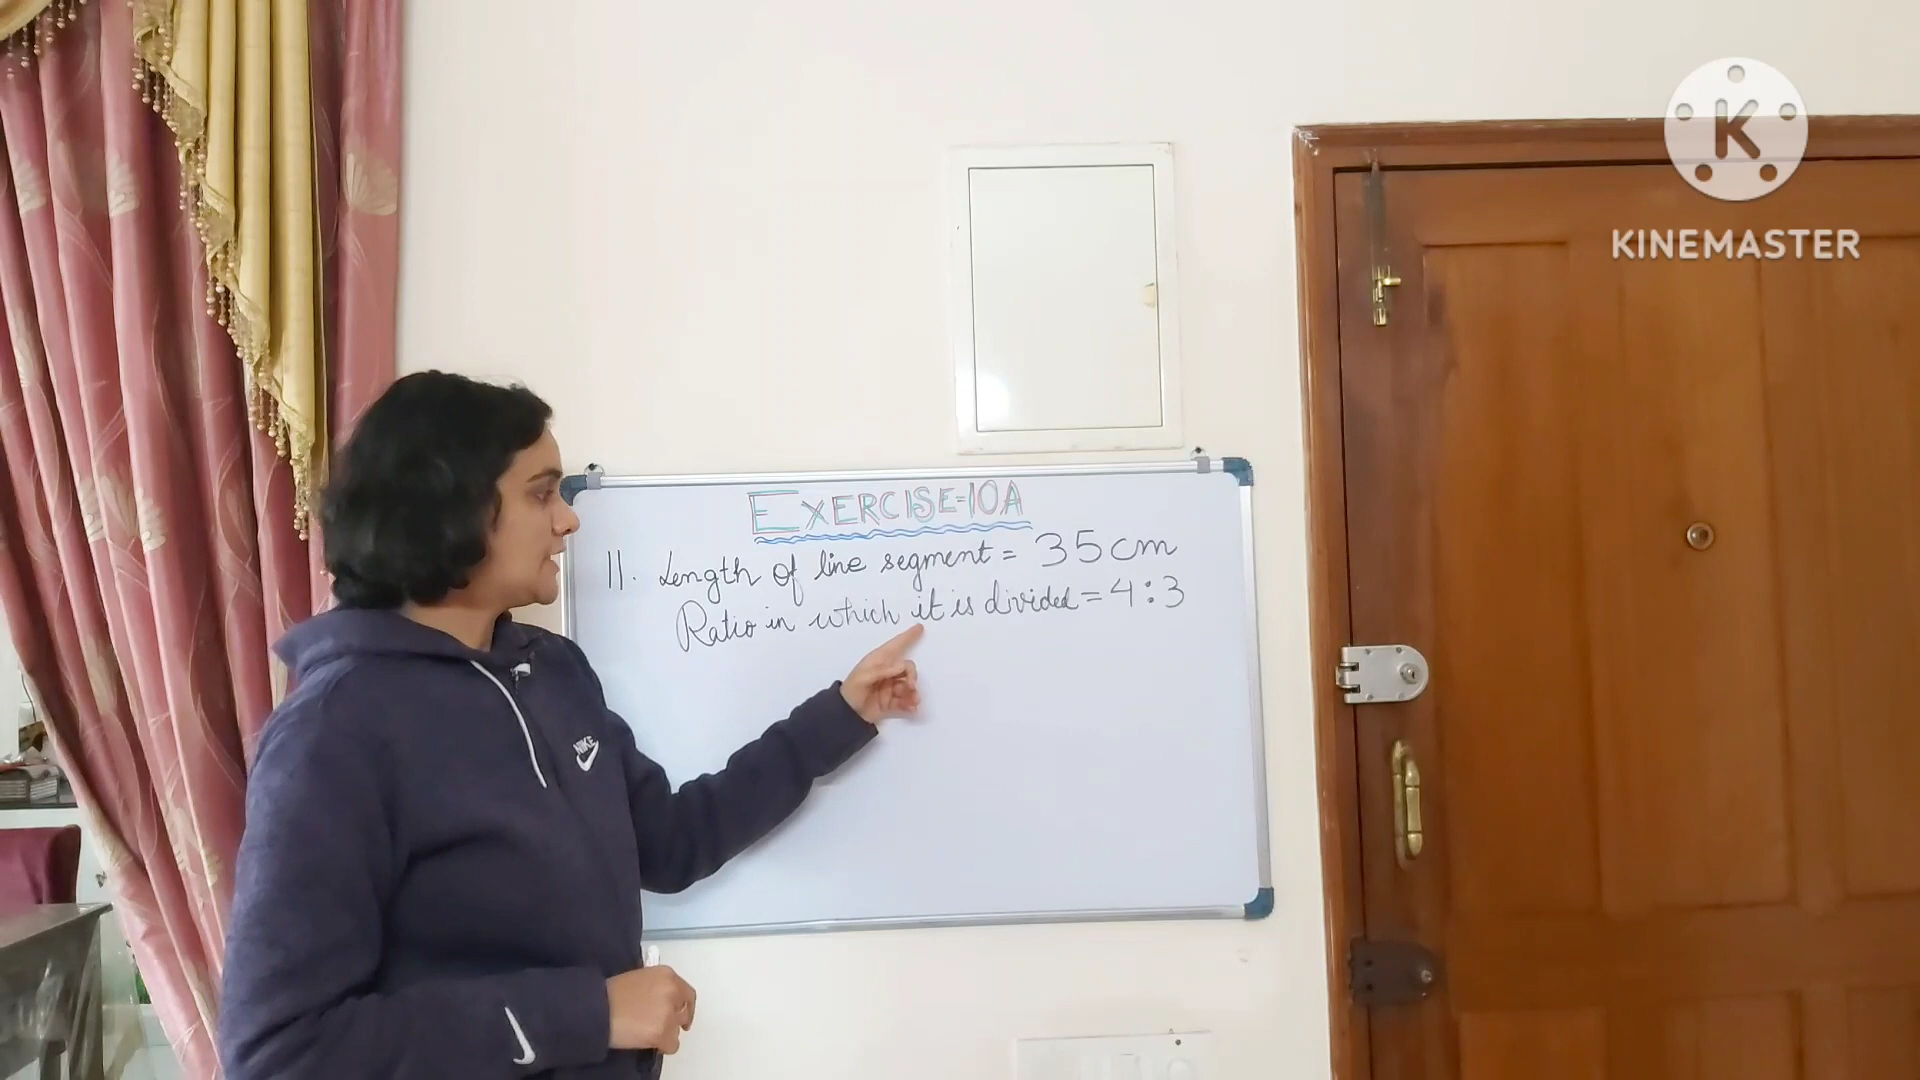 KINEMASTER
EXERCISE=10A
11. Length of line segment = 35 cm
Ratio in which it is divided = 4:3
NIKE